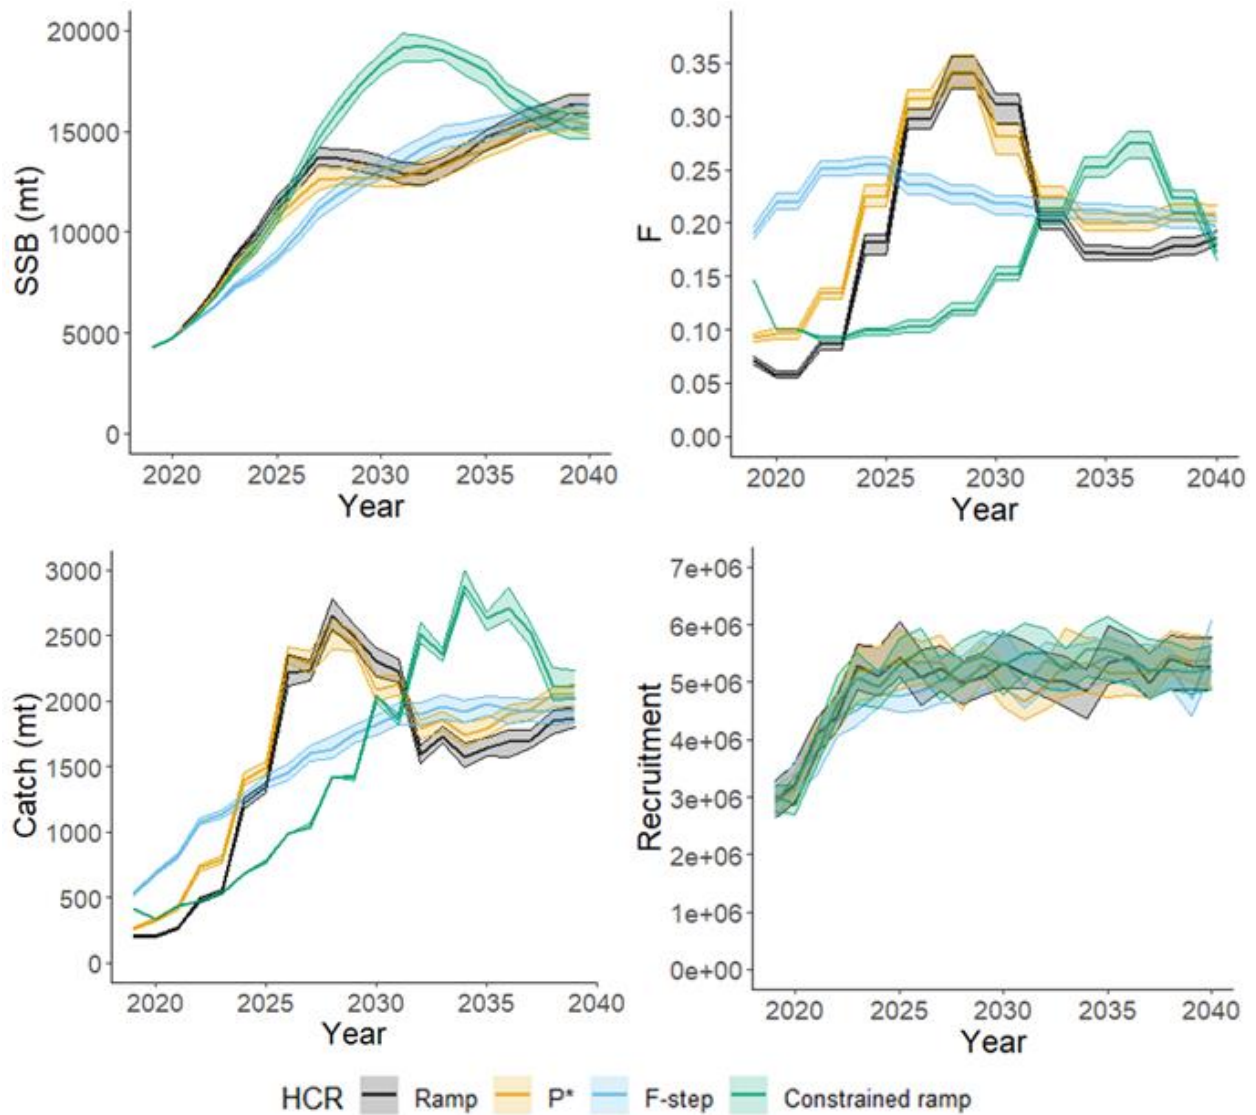 20000
15000
10000
5000
0
SSB (mt)
2020 2025 2030 2035 2040
Year
0.35
0.30
0.25
0.20
0.15
0.10
0.05
0.00
F
2020 2025 2030 2035 2040
Year
3000
2500
2000
1500
1000
500
0
Catch (mt)
2020 2025 2030 2035 2040
Year
7e+06
6e+06
5e+06
4e+06
3e+06
2e+06
1e+06
0e+00
Recruitment
2020 2025 2030 2035 2040
Year
HCR Ramp P* F-step Constrained ramp